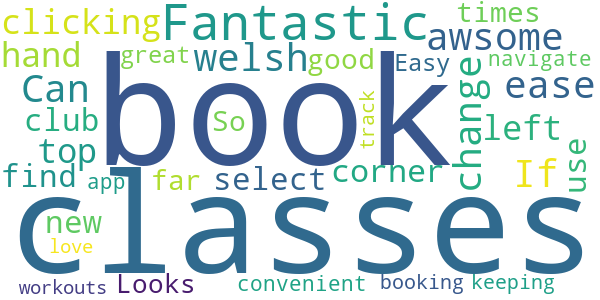 clicking
Fantastic
times
awsome
hand
great
welsh
good
Easy
navigate
Can
book
change
ease
club
So
track
left
top
find
app
far
select
corner
If
use
new
classes
love
workouts
Looks
convenient
booking
keeping